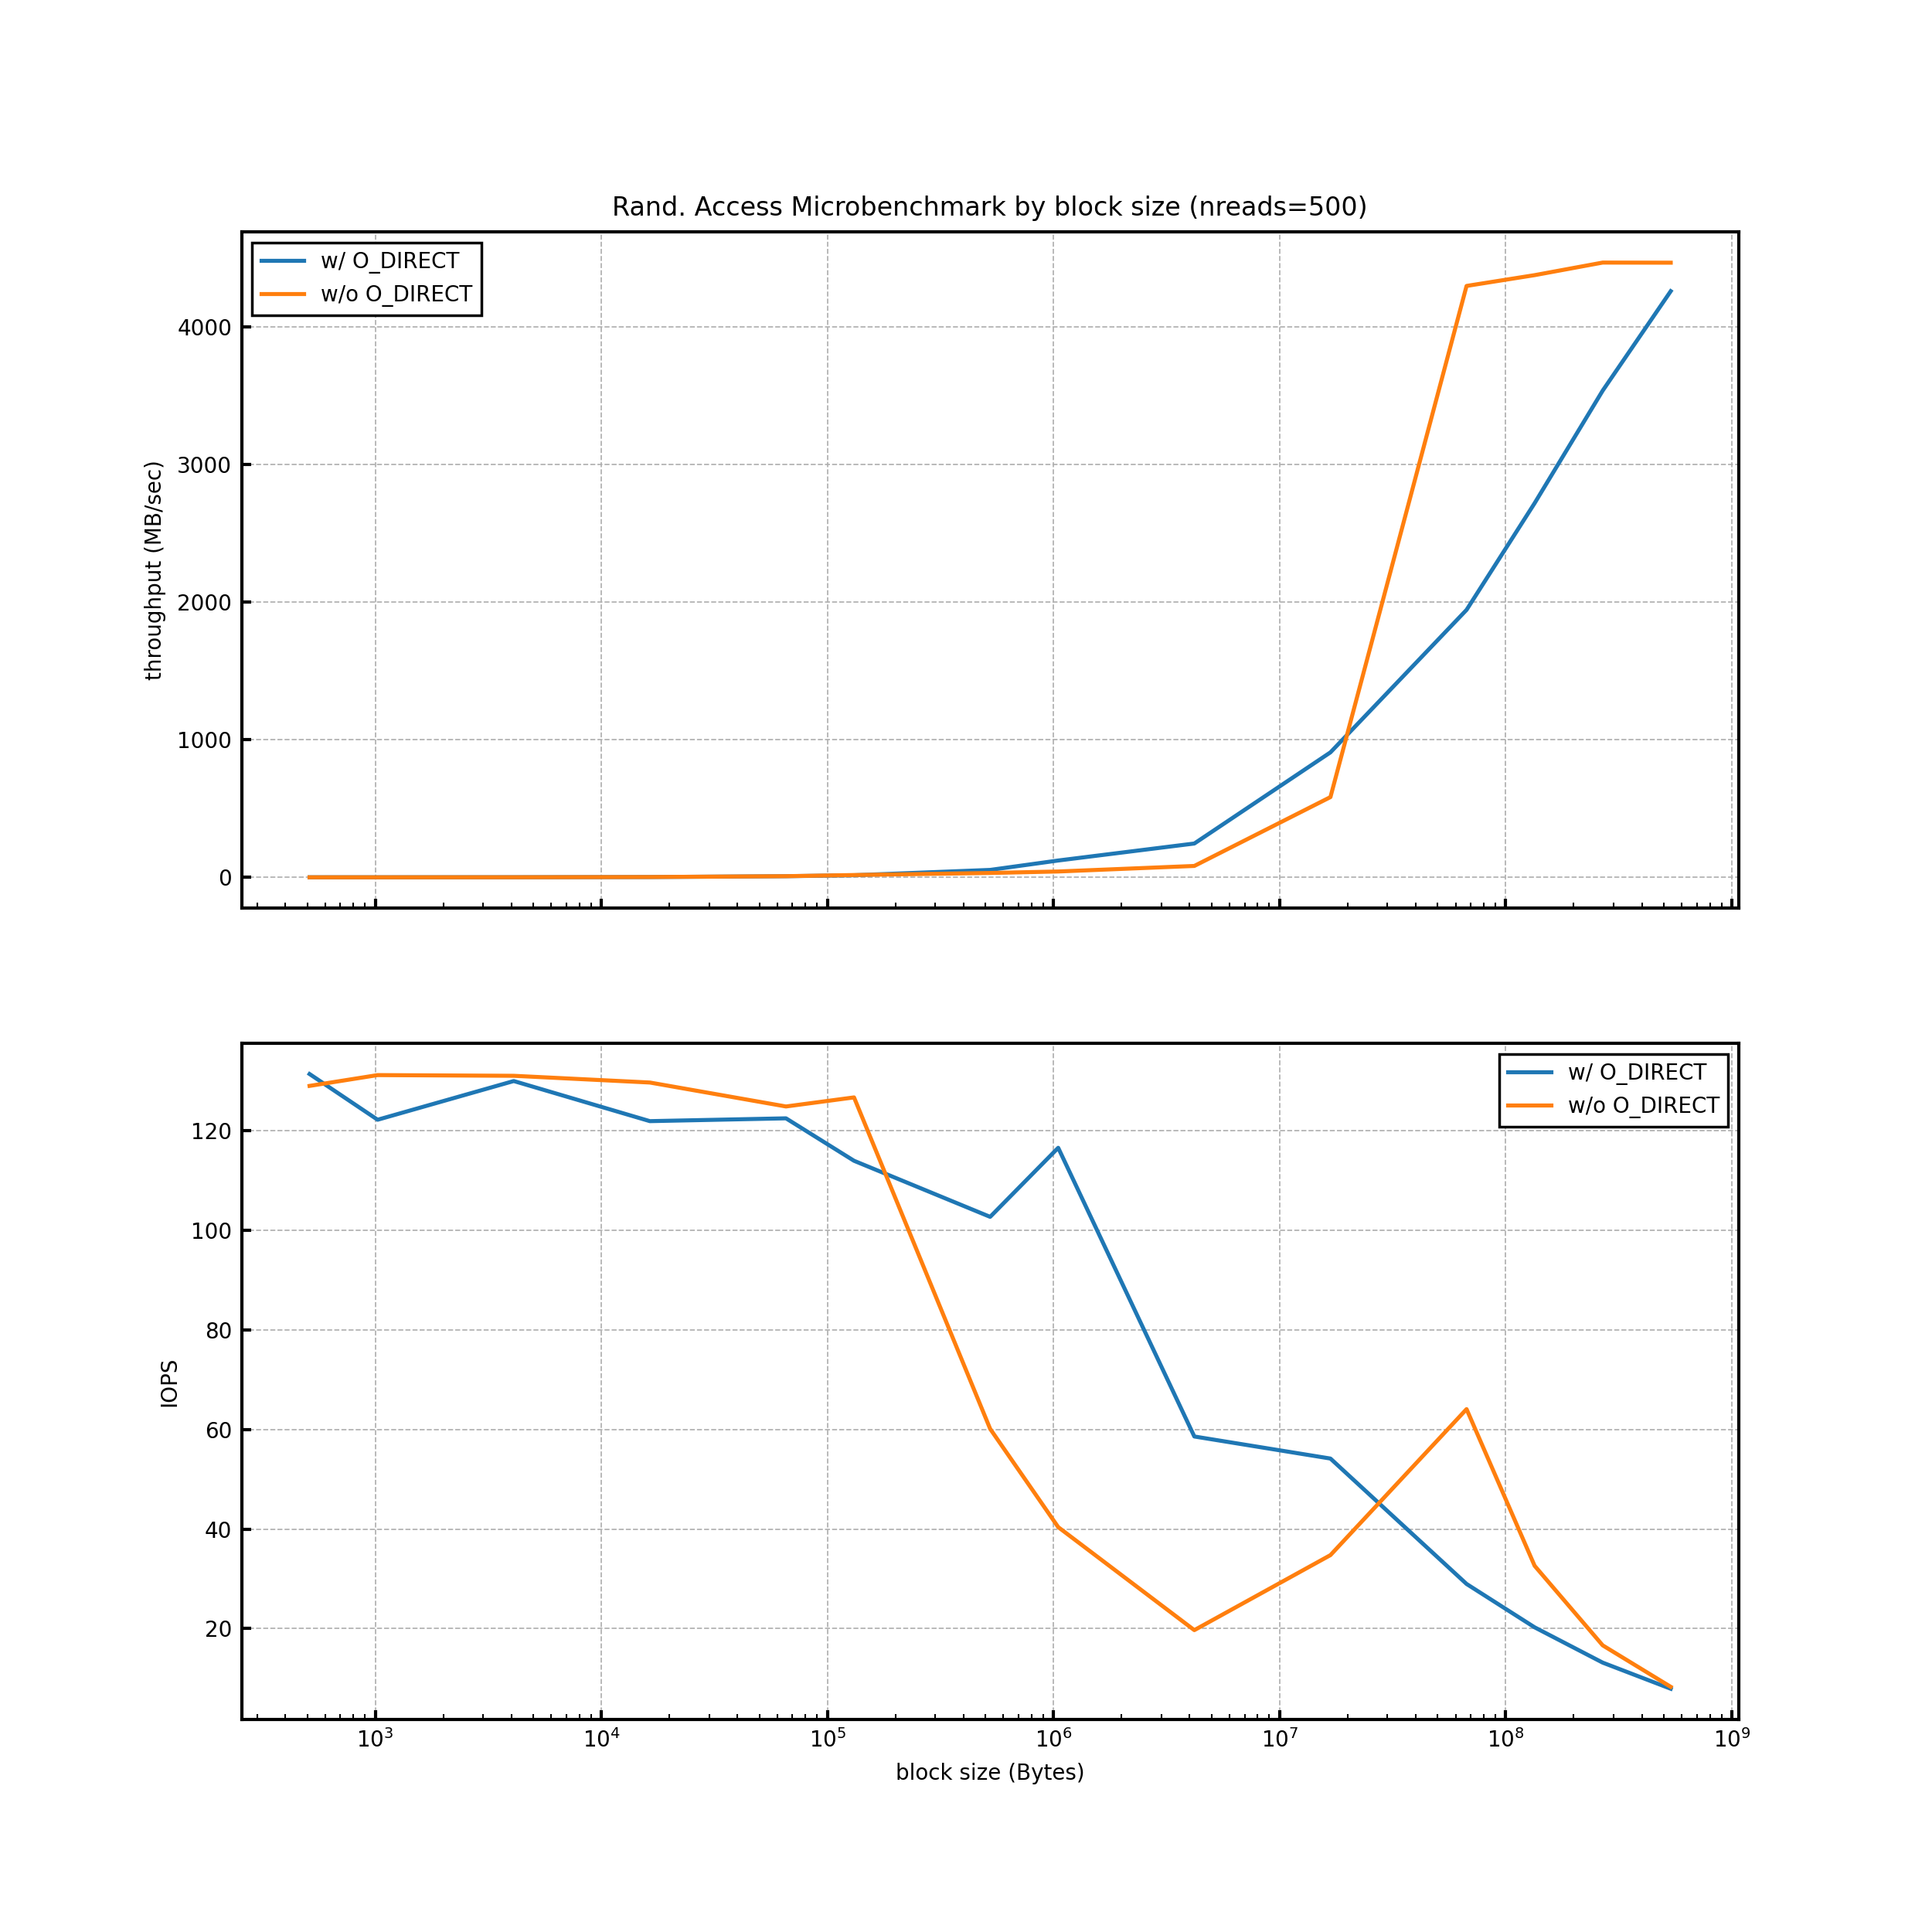 Rand. Access Microbenchmark by block size (nreads=500)
w/ O_DIRECT
w/o O_DIRECT
throughput (MB/sec)
4000
3000
2000
1000
0
w/ O_DIRECT
w/o O_DIRECT
IOPS
120
100
80
60
40
20
10³ 10⁴ 10⁵ 10⁶ 10⁷ 10⁸ 10⁹
block size (Bytes)